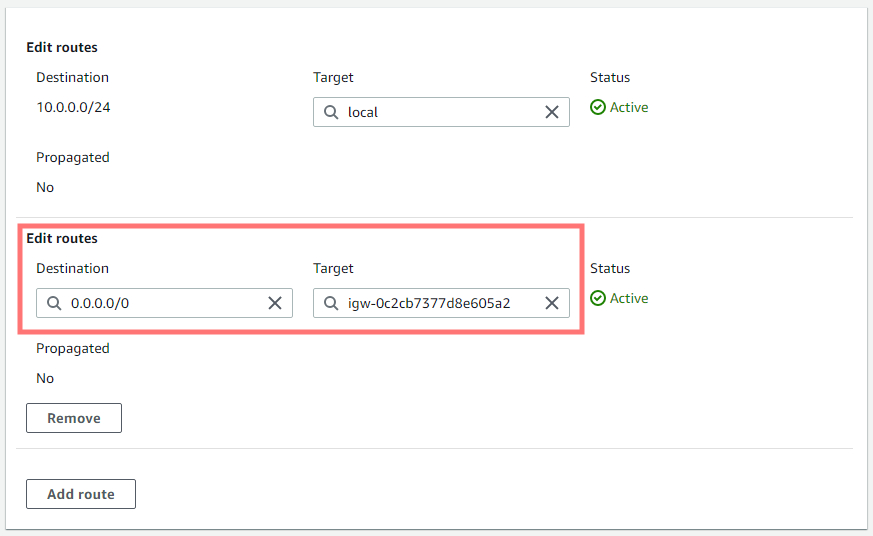 Edit routes
Destination Target Status
10.0.0.0/24 local Active
Propagated
No
Edit routes
Destination Target Status
0.0.0.0/0 igw-0c2cb7377d8e605a2 Active
Propagated
No
Remove
Add route